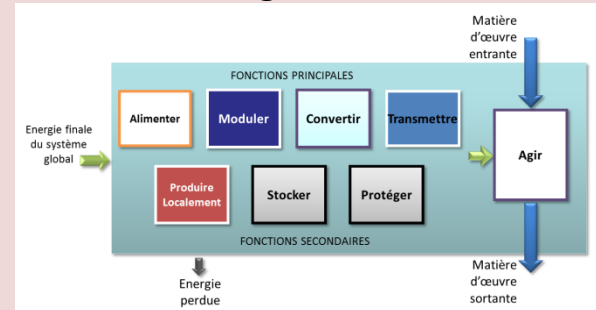 Matière
d'œuvre
entrante
FONCTIONS PRINCIPALES
Alimenter
Moduler
Convertir
Transmettre
Energie finale
du système
global
Agir
Produire
Localement
Stocker
Protéger
FONCTIONS SECONDAIRES
Energie
perdue
Matière
d'œuvre
sortante